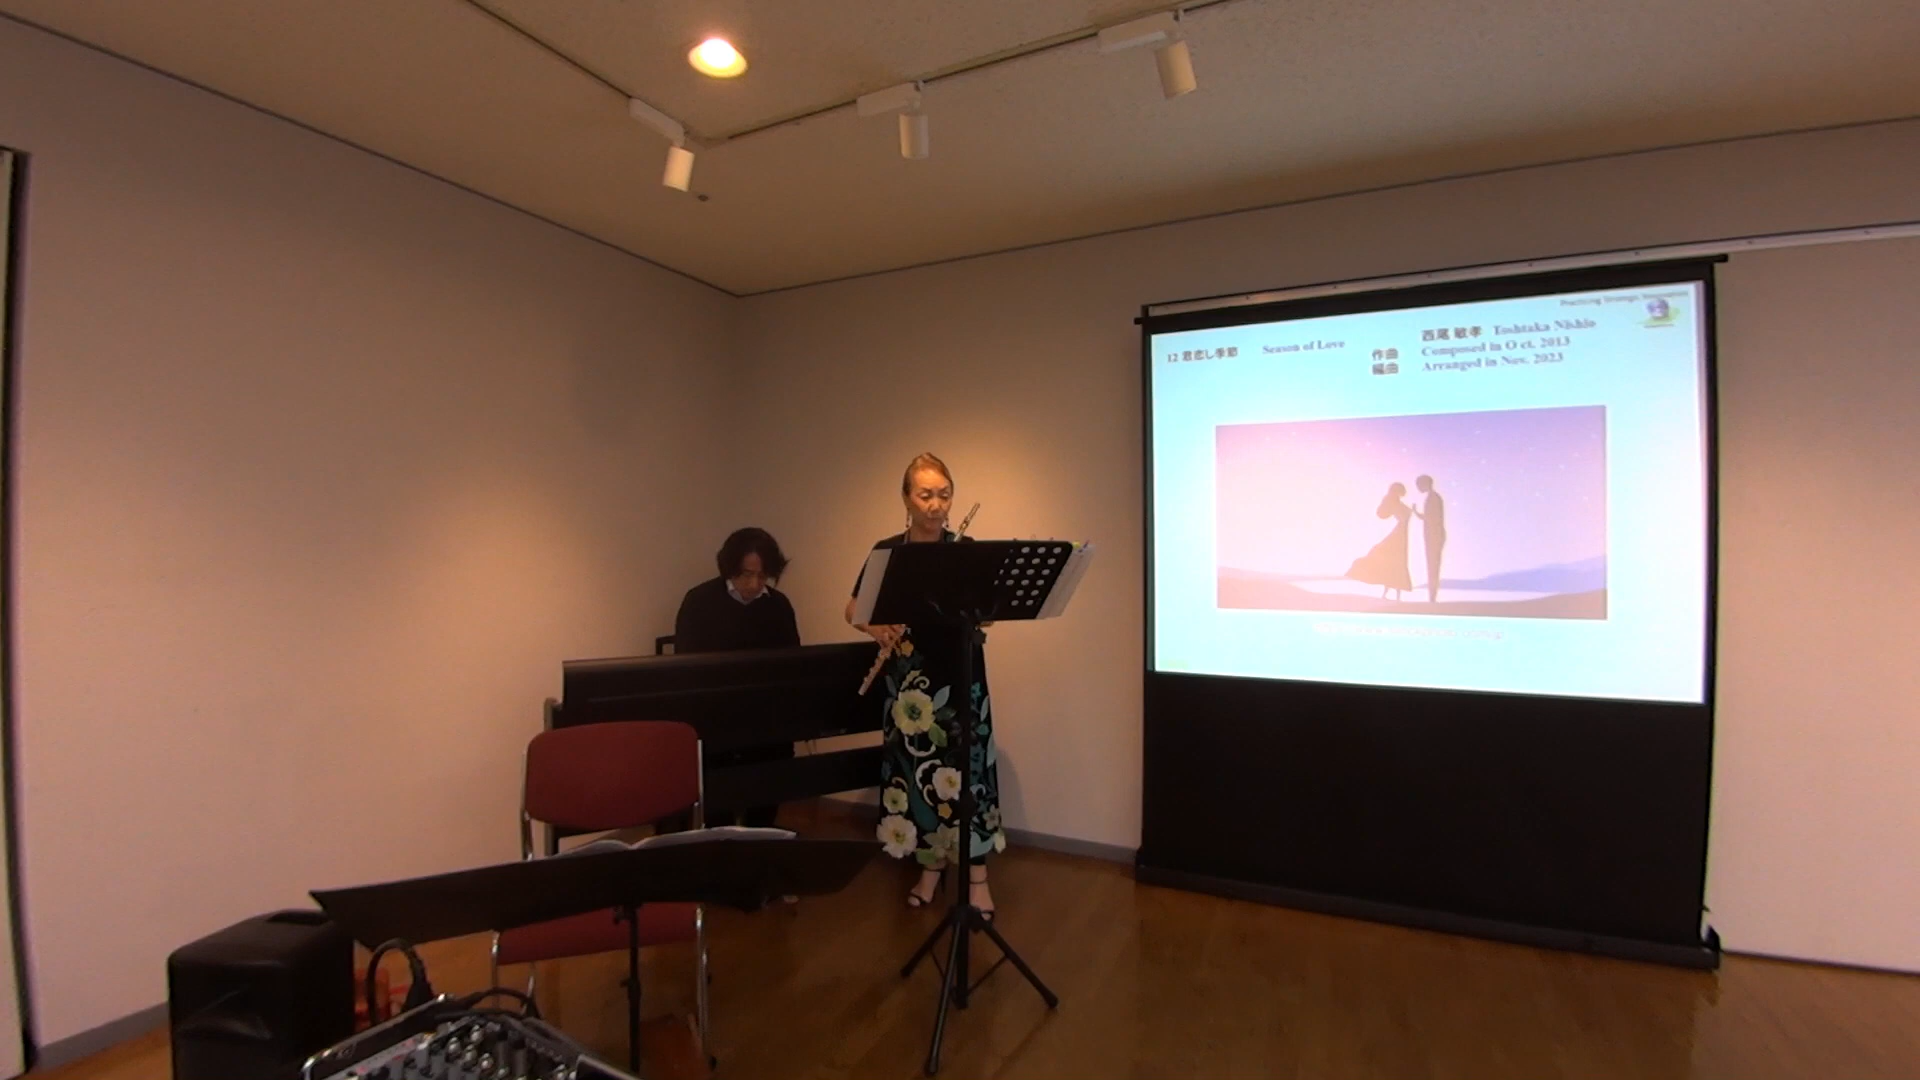 Practicing Strategic Innovation
12 君恋し季節 Season of Love
西尾 敏孝 Toshtaka Nishio
作曲 Composed in O ct. 2013
編曲 Arranged in Nov. 2023